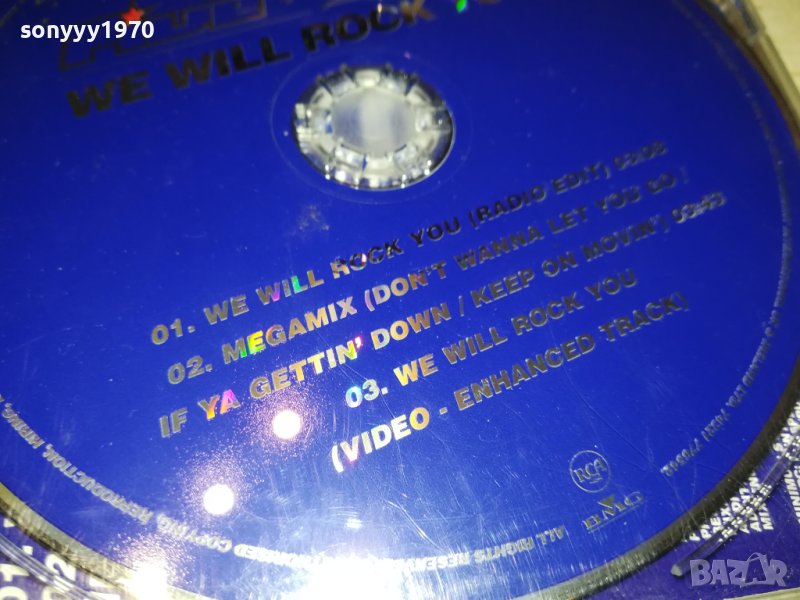 sonyyy1970
WE WILL ROCK
01. WE WILL ROCK YOU (RADIO EDIT)
02. MEGAMIX (DON'T WANNA LET YOU GO /
IF YA GETTIN' DOWN / KEEP ON MOVIN')
03. WE WILL ROCK YOU
(VIDEO - ENHANCED TRACK)
RCA
BMG
ALL RIGHTS
COPYING, REPRODUCTION,
BAZAR